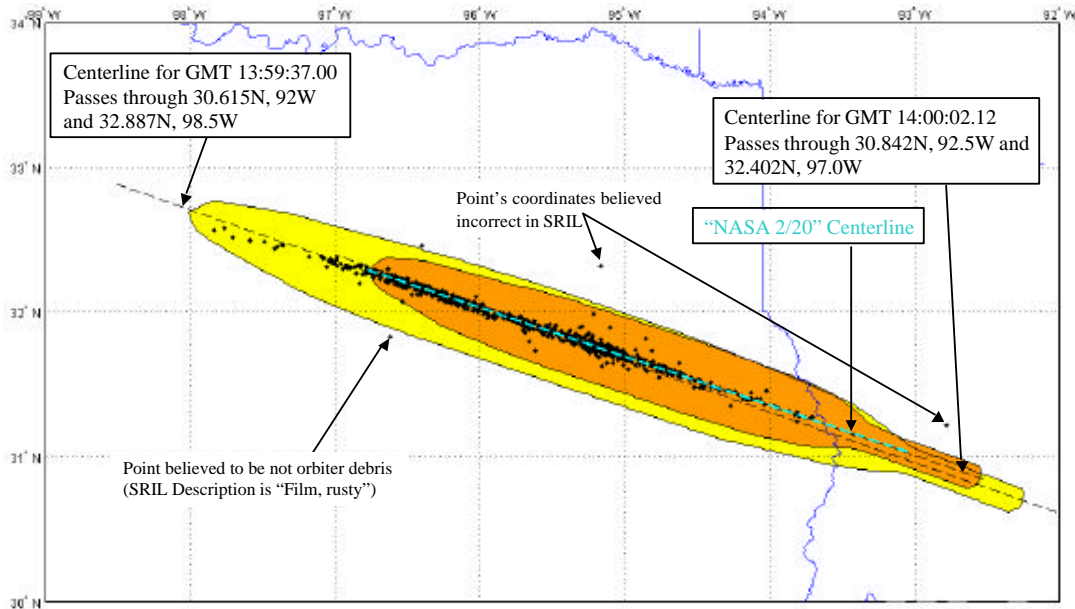 98° W 98° W 97° W 96° W 95° W 94° W 93° W 92° W
34° N
Centerline for GMT 13:59:37.00
Passes through 30.615N, 92W
and 32.887N, 98.5W
Centerline for GMT 14:00:02.12
Passes through 30.842N, 92.5W and
32.402N, 97.0W
33° N
Point’s coordinates believed
incorrect in SRIL
“NASA 2/20” Centerline
32° N
31° N
Point believed to be not orbiter debris
(SRIL Description is “Film, rusty”)
30° N